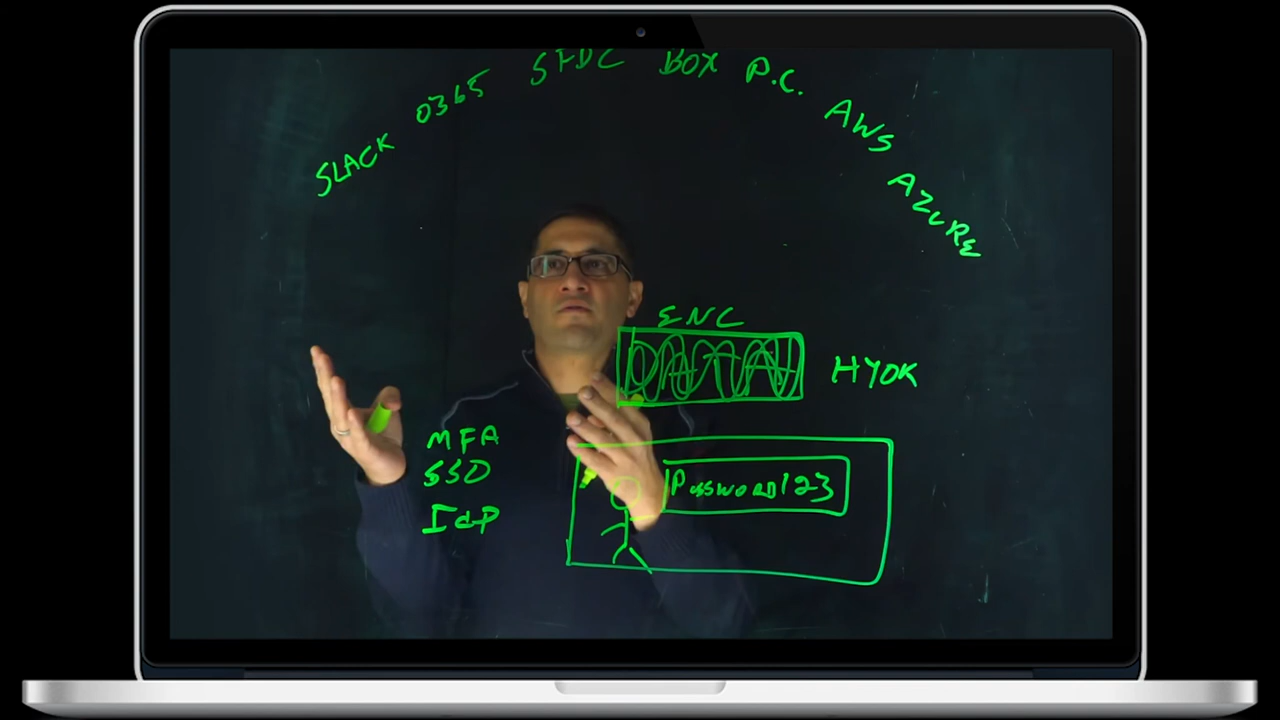 SLACK
O365
SFDC
BOX
P.C.
AWS
AZURE
ENC
DATA
HYOK
MFA
SSO
IdP
Password123